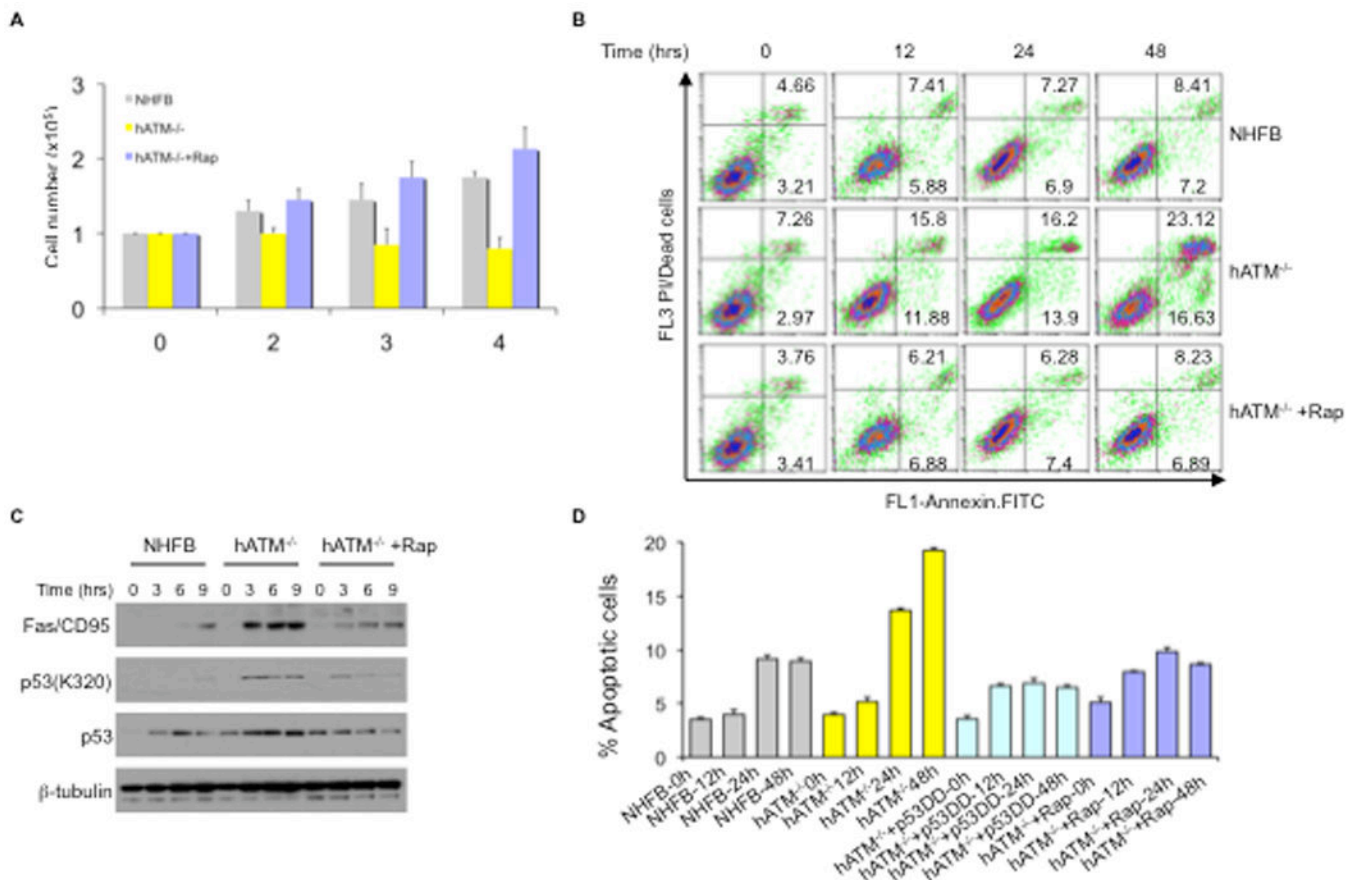 A
3
2
1
0
Cell number (x10⁵)
NHFB
hATM-/-
hATM-/-+Rap
0 2 3 4
B
Time (hrs) 0 12 24 48
4.66 7.41 7.27 8.41
NHFB
3.21 5.88 6.9 7.2
7.26 15.8 16.2 23.12
hATM-/-
2.97 11.88 13.9 16.63
3.76 6.21 6.28 8.23
hATM-/- +Rap
3.41 6.88 7.4 6.89
FL3 PI/Dead cells
FL1-Annexin.FITC
C
NHFB hATM-/- hATM-/- +Rap
Time (hrs) 0 3 6 9 0 3 6 9 0 3 6 9
Fas/CD95
p53(K320)
p53
β-tubulin
D
% Apoptotic cells
20
15
10
5
0
NHFB-0h
NHFB-12h
NHFB-24h
NHFB-48h
hATM-/-0h
hATM-/-12h
hATM-/-24h
hATM-/-48h
hATM-/-+p53DD-0h
hATM-/-+p53DD-12h
hATM-/-+p53DD-24h
hATM-/-+p53DD-48h
hATM-/-+Rap-0h
hATM-/-+Rap-12h
hATM-/-+Rap-24h
hATM-/-+Rap-48h